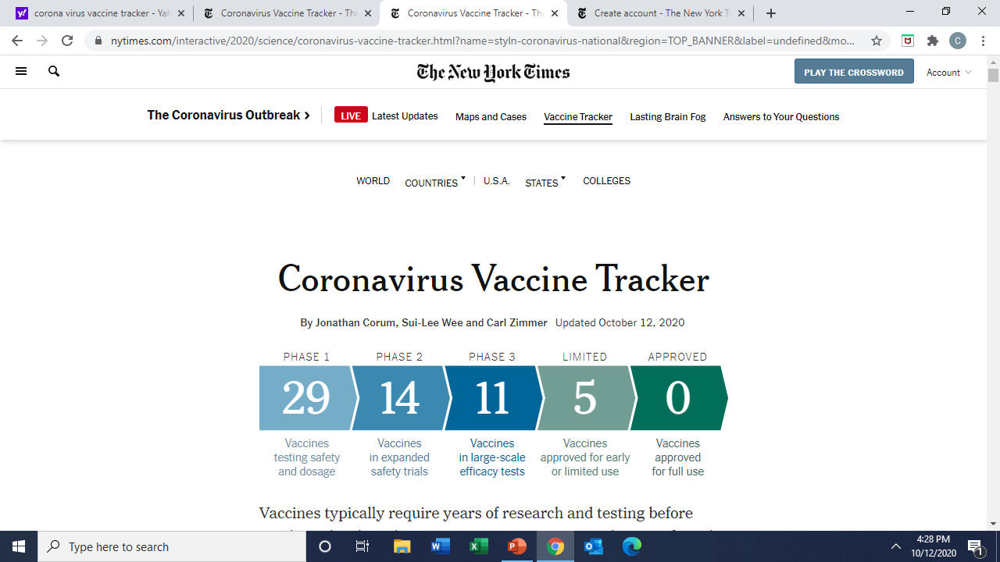 corona virus vaccine tracker - Yah
Coronavirus Vaccine Tracker - The
Coronavirus Vaccine Tracker - The
Create account - The New York Ti
nytimes.com/interactive/2020/science/coronavirus-vaccine-tracker.html?name=styln-coronavirus-national&region=TOP_BANNER&label=undefined&mo...
C
The New York Times
PLAY THE CROSSWORD
Account
The Coronavirus Outbreak ›
LIVE Latest Updates
Maps and Cases
Vaccine Tracker
Lasting Brain Fog
Answers to Your Questions
WORLD
COUNTRIES
U.S.A.
STATES
COLLEGES
Coronavirus Vaccine Tracker
By Jonathan Corum, Sui-Lee Wee and Carl Zimmer Updated October 12, 2020
PHASE 1 PHASE 2 PHASE 3 LIMITED APPROVED
29 14 11 5 0
Vaccines Vaccines Vaccines Vaccines Vaccines
testing safety in expanded in large-scale approved for early approved
and dosage safety trials efficacy tests or limited use for full use
Vaccines typically require years of research and testing before
Type here to search
4:28 PM
10/12/2020
1